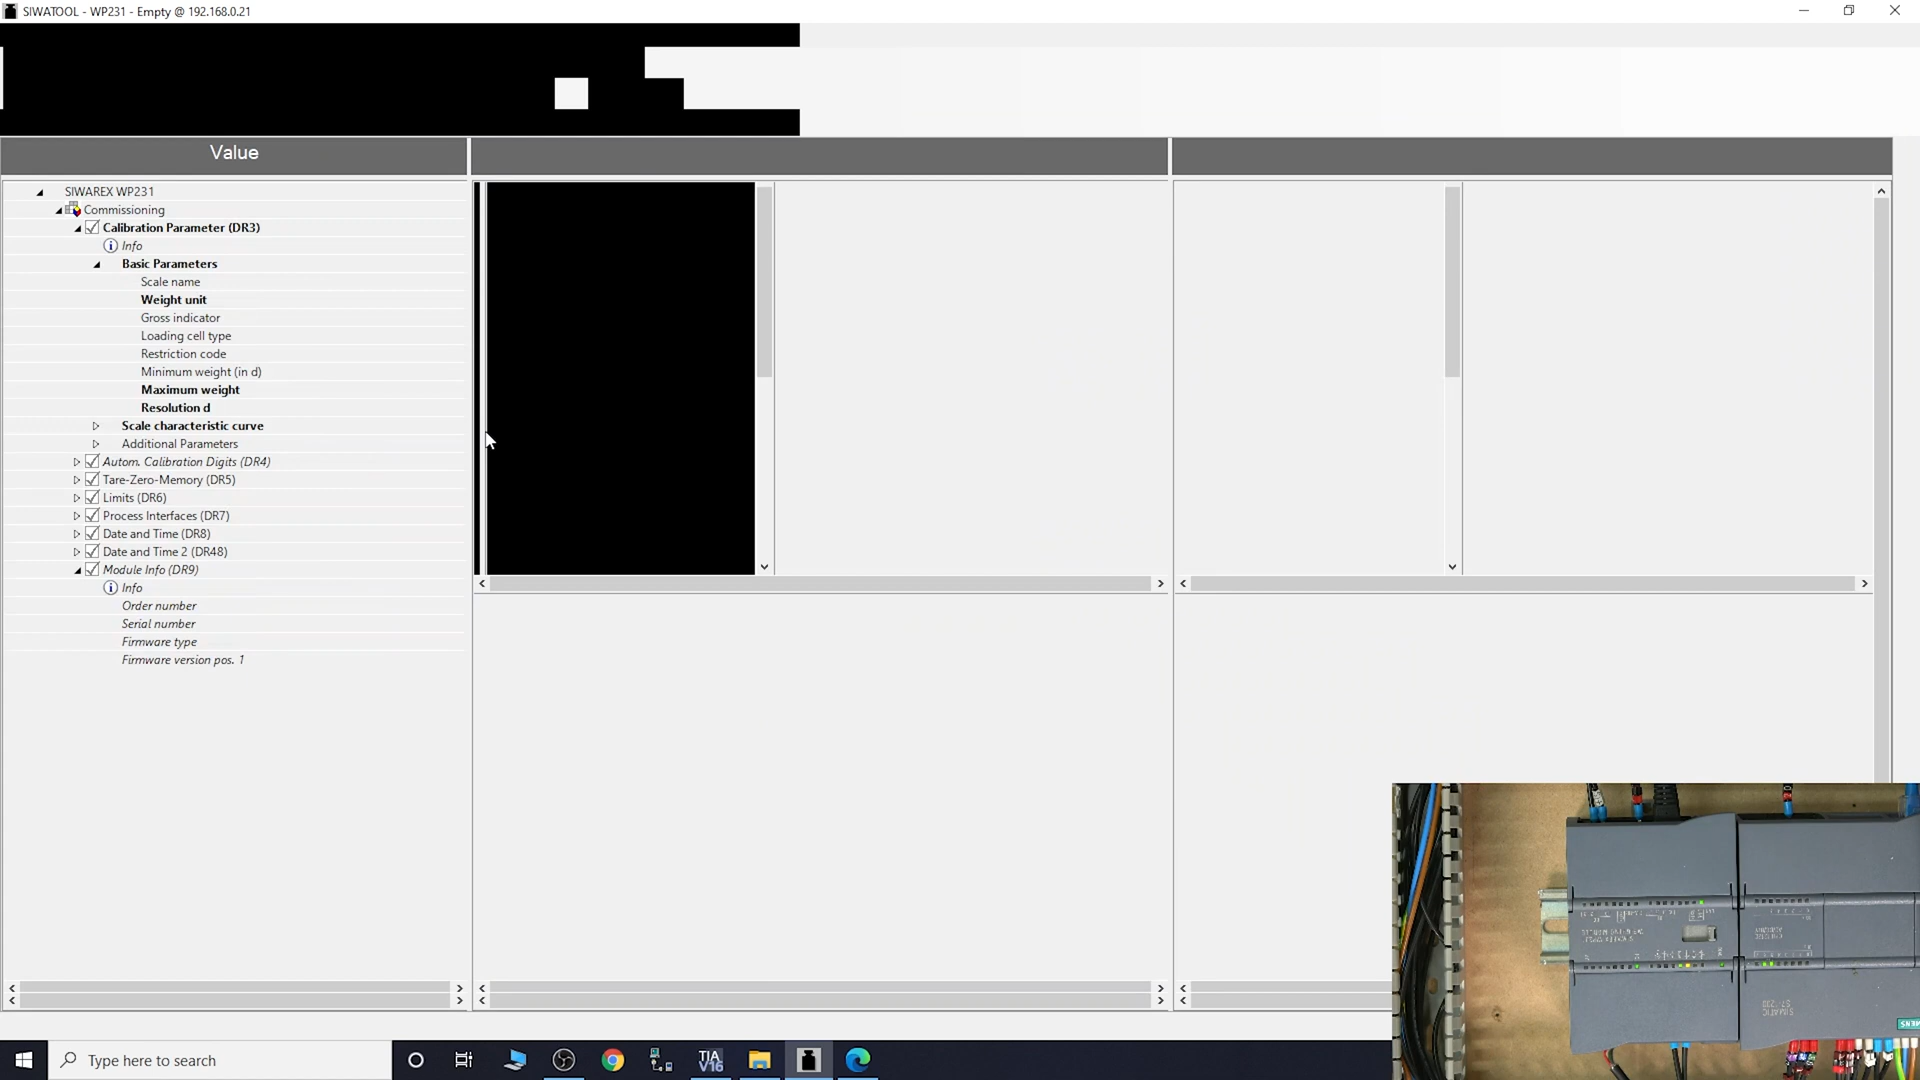 SIWATOOL - WP231 - Empty @ 192.168.0.21
Value
SIWAREX WP231
Commissioning
Calibration Parameter (DR3)
Info
Basic Parameters
Scale name
Weight unit
Gross indicator
Loading cell type
Restriction code
Minimum weight (in d)
Maximum weight
Resolution d
Scale characteristic curve
Additional Parameters
Autom. Calibration Digits (DR4)
Tare-Zero-Memory (DR5)
Limits (DR6)
Process Interfaces (DR7)
Date and Time (DR8)
Date and Time 2 (DR48)
Module Info (DR9)
Info
Order number
Serial number
Firmware type
Firmware version pos. 1
SIMATIC
S7-1200
Type here to search
TIA
V16